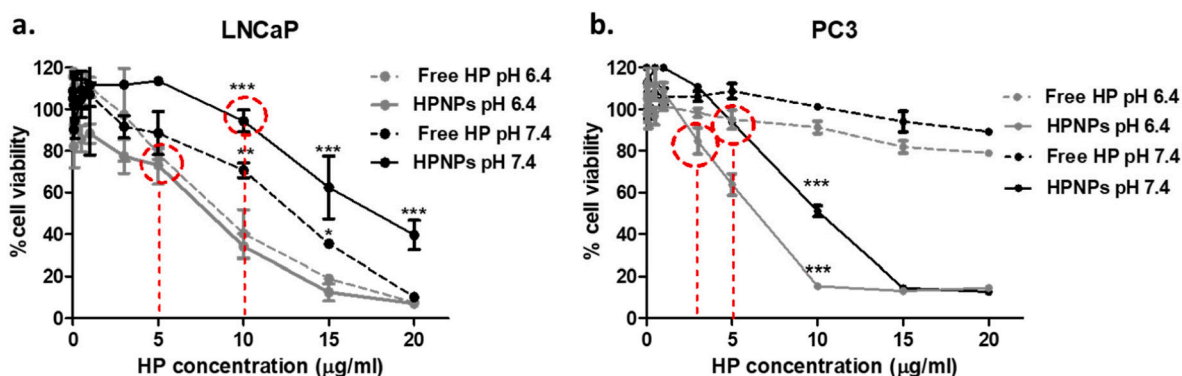 a.
LNCaP
120
100
80
60
40
20
0
%cell viability
0 5 10 15 20
HP concentration (µg/ml)
***
**
***
*
***
Free HP pH 6.4
HPNPs pH 6.4
Free HP pH 7.4
HPNPs pH 7.4
b.
PC3
120
100
80
60
40
20
0
% cell viability
0 5 10 15 20
HP concentration (µg/ml)
***
***
Free HP pH 6.4
HPNPs pH 6.4
Free HP pH 7.4
HPNPs pH 7.4